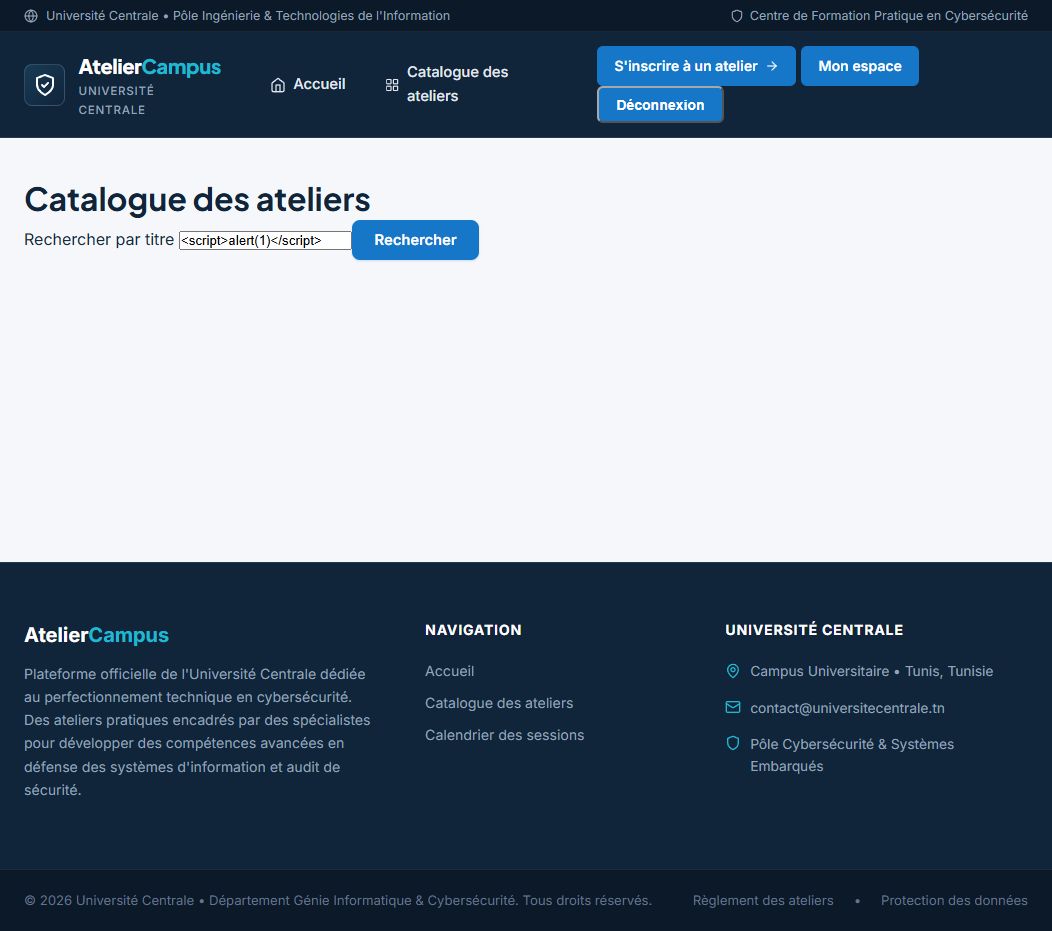 Université Centrale • Pôle Ingénierie & Technologies de l'Information
Centre de Formation Pratique en Cybersécurité
AtelierCampus
UNIVERSITÉ
CENTRALE
Accueil
Catalogue des
ateliers
S'inscrire à un atelier →
Mon espace
Déconnexion
Catalogue des ateliers
Rechercher par titre <script>alert(1)</script> Rechercher
AtelierCampus
Plateforme officielle de l'Université Centrale dédiée
au perfectionnement technique en cybersécurité.
Des ateliers pratiques encadrés par des spécialistes
pour développer des compétences avancées en
défense des systèmes d'information et audit de
sécurité.
NAVIGATION
Accueil
Catalogue des ateliers
Calendrier des sessions
UNIVERSITÉ CENTRALE
Campus Universitaire • Tunis, Tunisie
contact@universitecentrale.tn
Pôle Cybersécurité & Systèmes
Embarqués
© 2026 Université Centrale • Département Génie Informatique & Cybersécurité. Tous droits réservés.
Règlement des ateliers • Protection des données